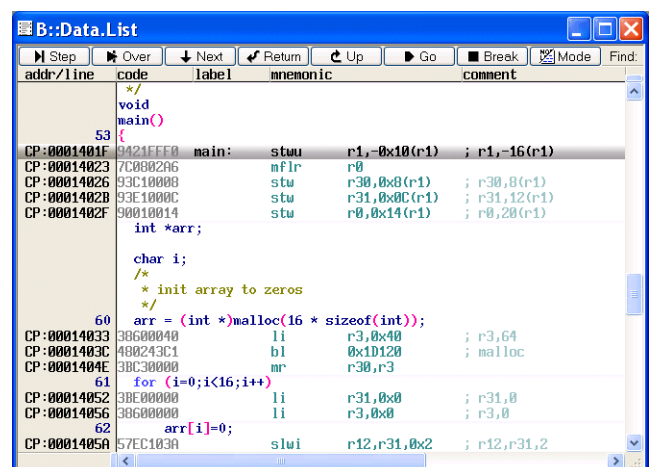 B::Data.List
Step Over Next Return Up Go Break Mode Find:
addr/line code label mnemonic comment
*/
void
main()
53 {
CP:0001401F 9421FFF0 main: stwu r1,-0x10(r1) ; r1,-16(r1)
CP:00014023 7C0802A6 mflr r0
CP:00014026 93C10008 stw r30,0x8(r1) ; r30,8(r1)
CP:0001402B 93E1000C stw r31,0x0C(r1) ; r31,12(r1)
CP:0001402F 90010014 stw r0,0x14(r1) ; r0,20(r1)
int *arr;
char i;
/*
* init array to zeros
*/
60 arr = (int *)malloc(16 * sizeof(int));
CP:00014033 38600040 li r3,0x40 ; r3,64
CP:0001403C 480243C1 bl 0x1D120 ; malloc
CP:0001404E 3BC30000 mr r30,r3
61 for (i=0;i<16;i++)
CP:00014052 3BE00000 li r31,0x0 ; r31,0
CP:00014056 38600000 li r3,0x0 ; r3,0
62 arr[i]=0;
CP:0001405A 57EC103A slwi r12,r31,0x2 ; r12,r31,2